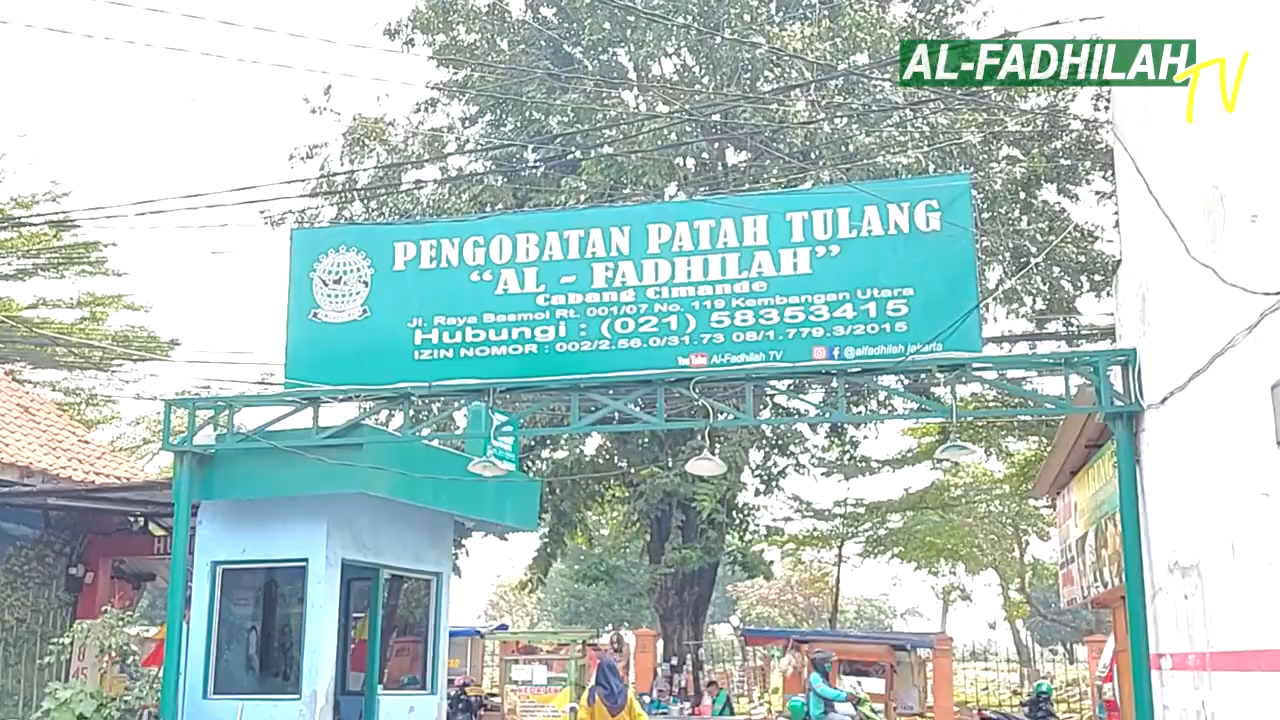 AL-FADHILAH TV
PENGOBATAN PATAH TULANG
"AL - FADHILAH"
Cabang Cimande
Jl. Raya Basmol Rt. 001/07 No. 119 Kembangan Utara
Hubungi : (021) 58353415
IZIN NOMOR : 002/2.56.0/31.73 08/1.779.3/2015
YouTube Al-Fadhilah TV @alfadhilah jakarta